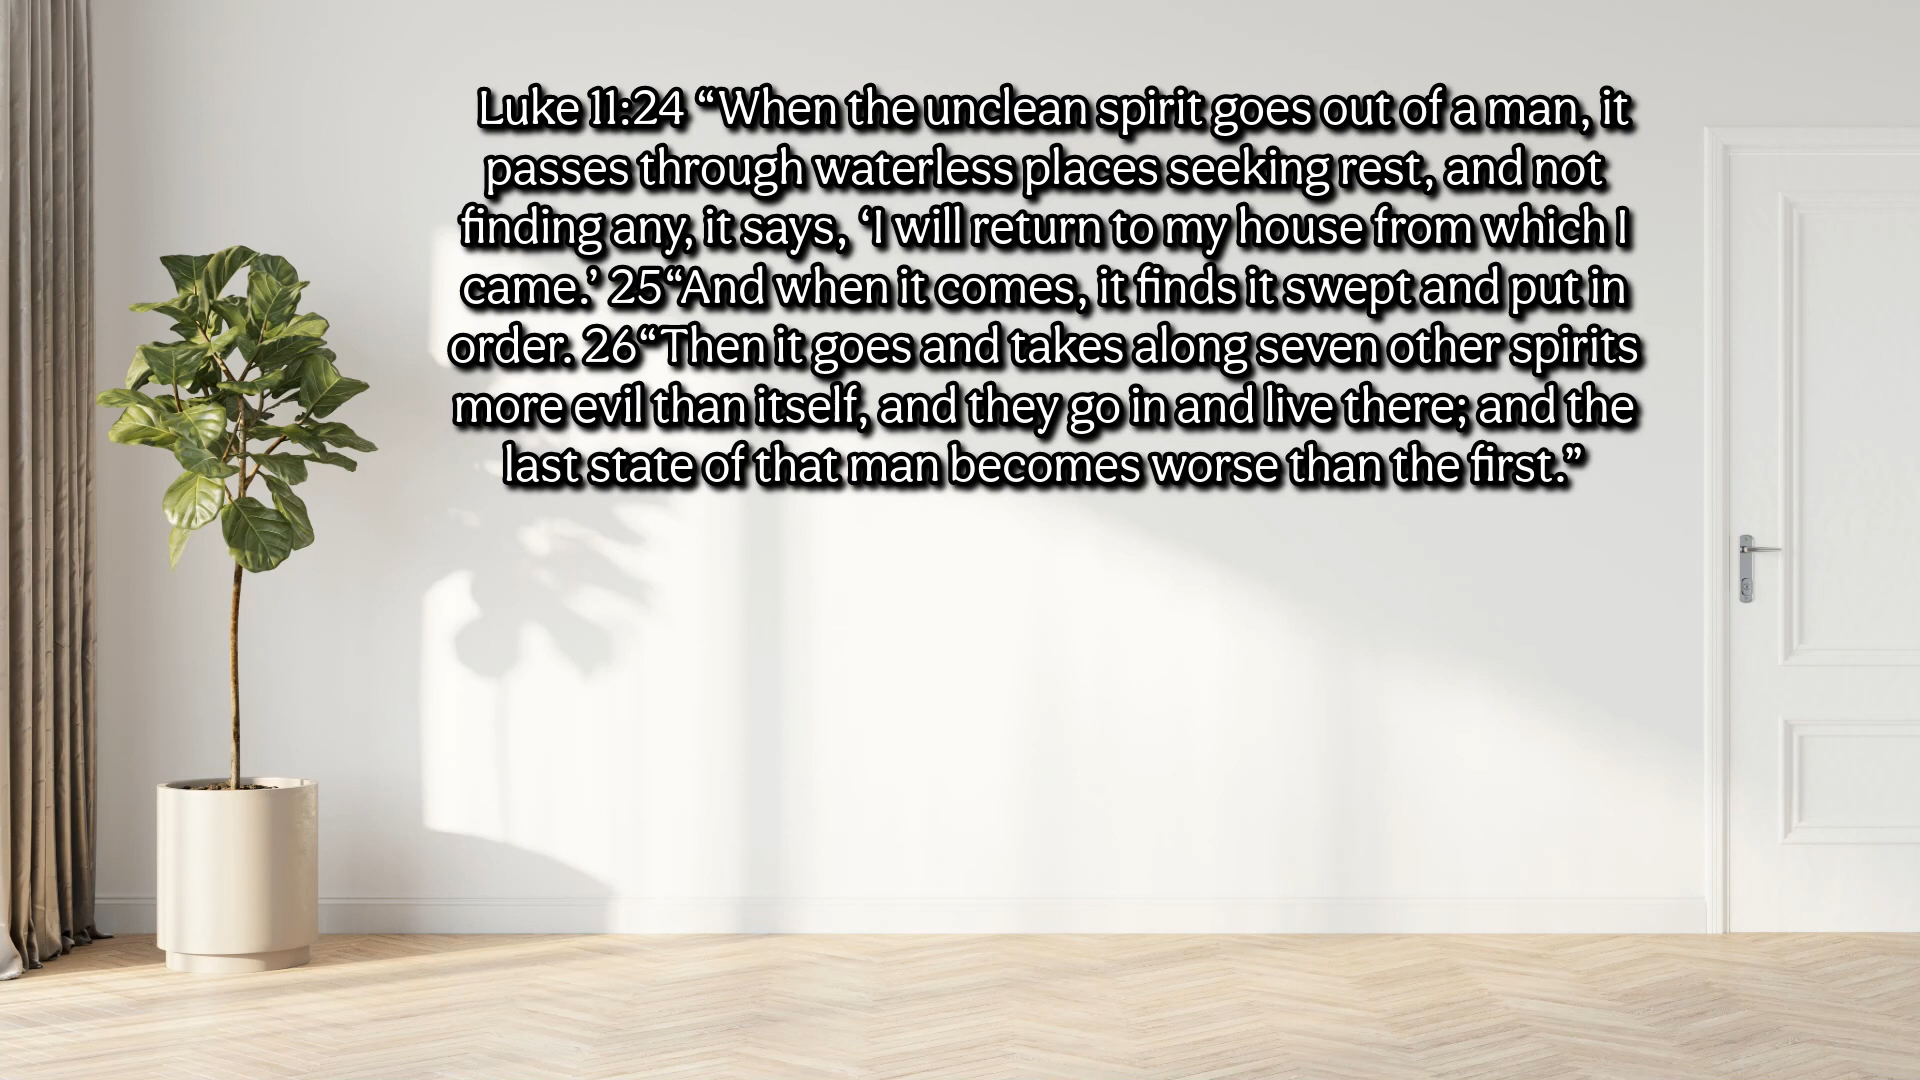 Luke 11:24 “When the unclean spirit goes out of a man, it
passes through waterless places seeking rest, and not
finding any, it says, ‘I will return to my house from which I
came.’ 25“And when it comes, it finds it swept and put in
order. 26“Then it goes and takes along seven other spirits
more evil than itself, and they go in and live there; and the
last state of that man becomes worse than the first.”